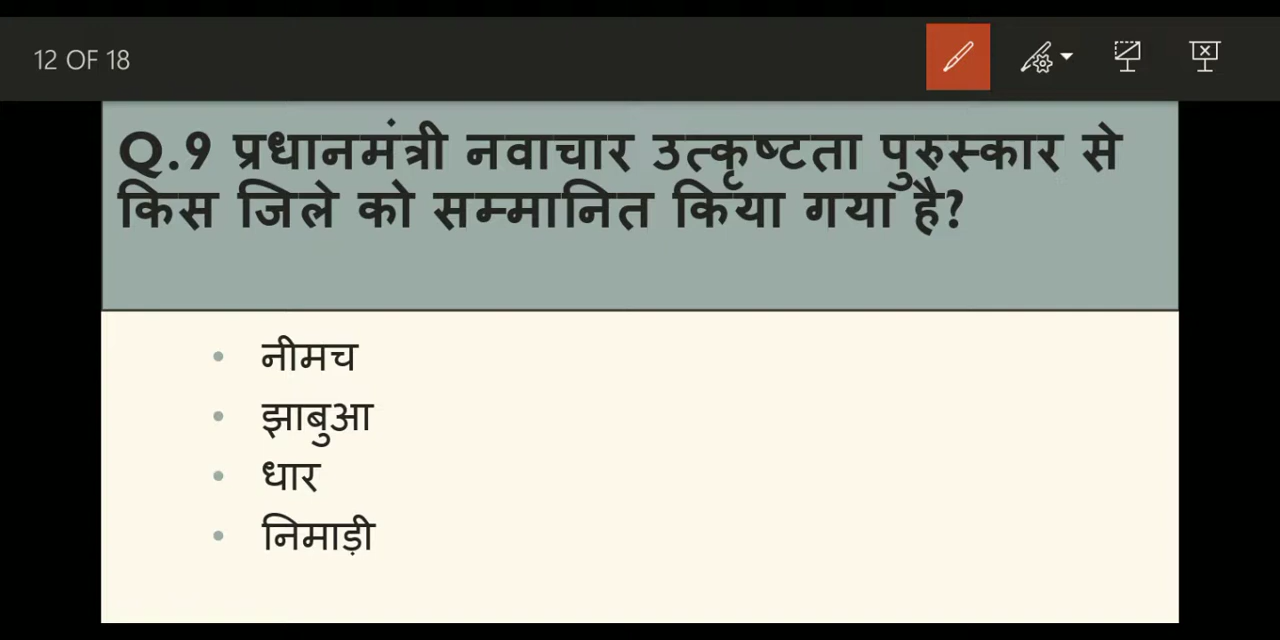 12 OF 18
Q.9 प्रधानमंत्री नवाचार उत्कृष्टता पुरुस्कार से
किस जिले को सम्मानित किया गया है?
• नीमच
• झाबुआ
• धार
• निमाड़ी